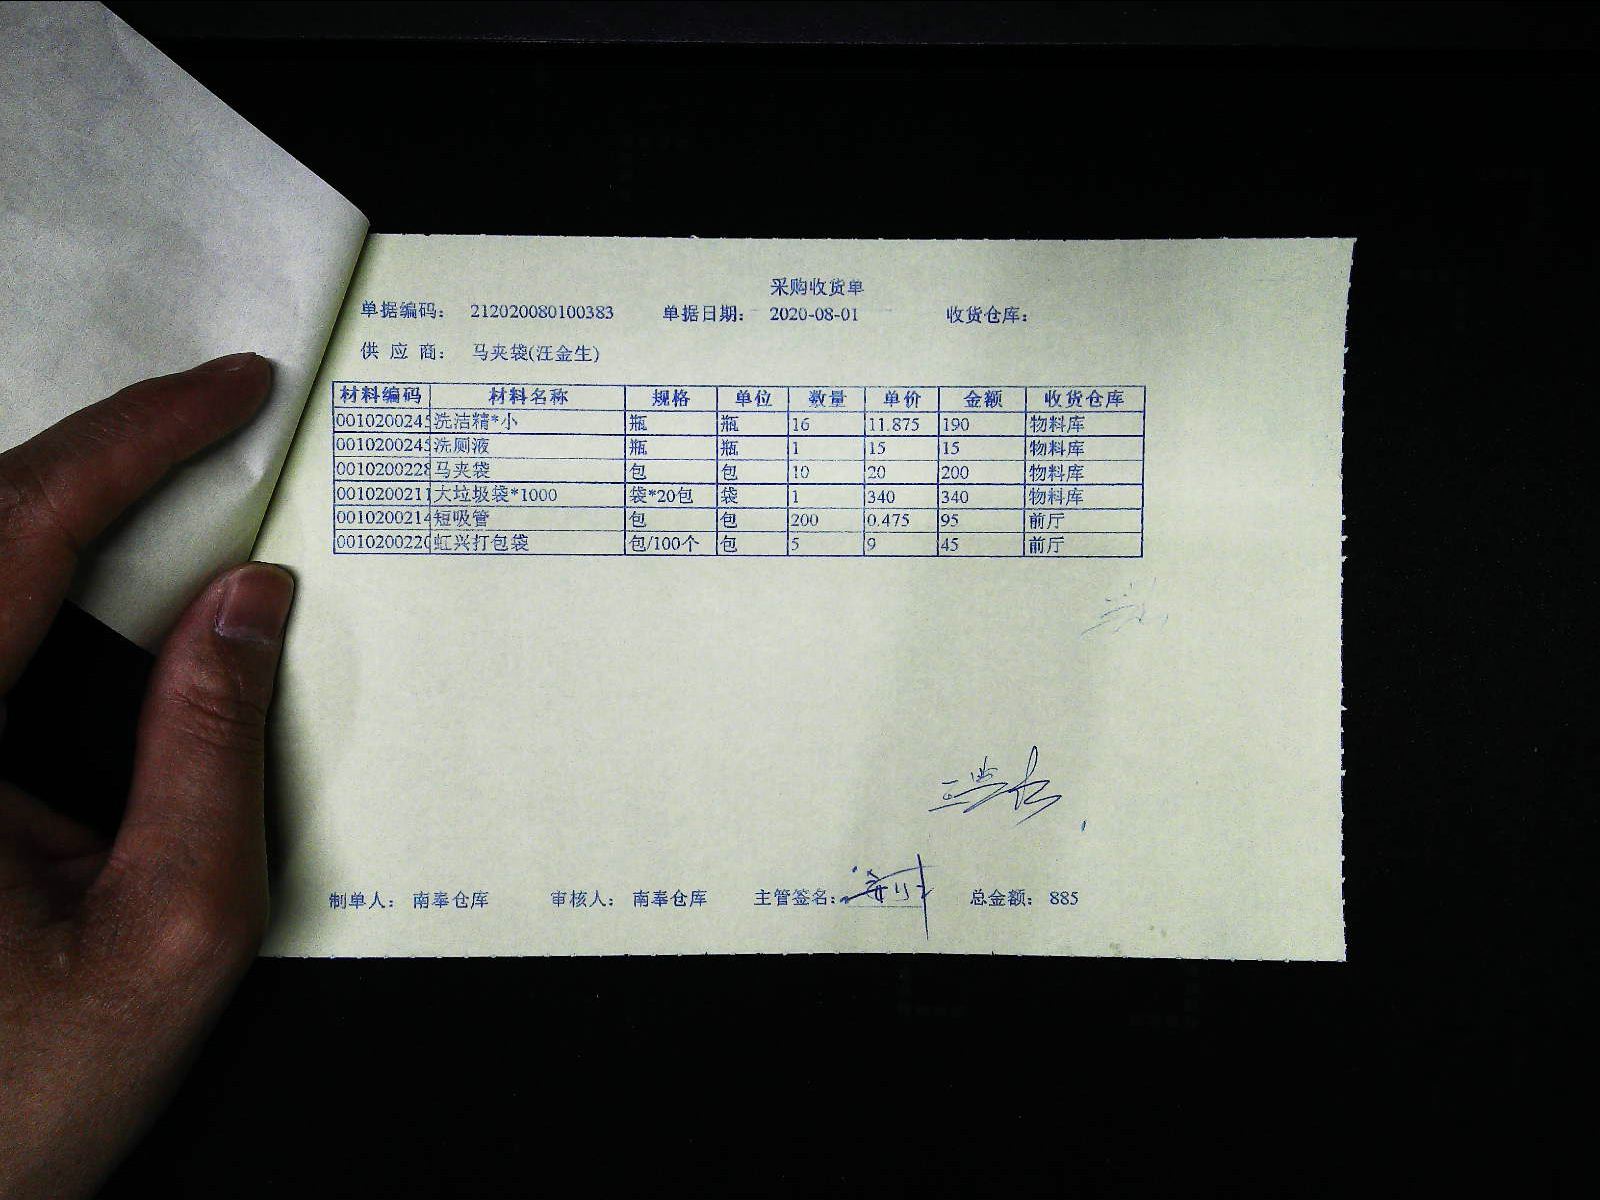 采购收货单
单据编码： 212020080100383 单据日期： 2020-08-01 收货仓库：
供 应 商： 马夹袋(汪金生)
材料编码 材料名称 规格 单位 数量 单价 金额 收货仓库
0010200245 洗洁精*小 瓶 瓶 16 11.875 190 物料库
0010200245 洗厕液 瓶 瓶 1 15 15 物料库
0010200228 马夹袋 包 包 10 20 200 物料库
0010200211 大垃圾袋*1000 袋*20包 袋 1 340 340 物料库
0010200214 短吸管 包 包 200 0.475 95 前厅
0010200220 虹兴打包袋 包/100个 包 5 9 45 前厅
制单人： 南奉仓库 审核人： 南奉仓库 主管签名： 总金额： 885